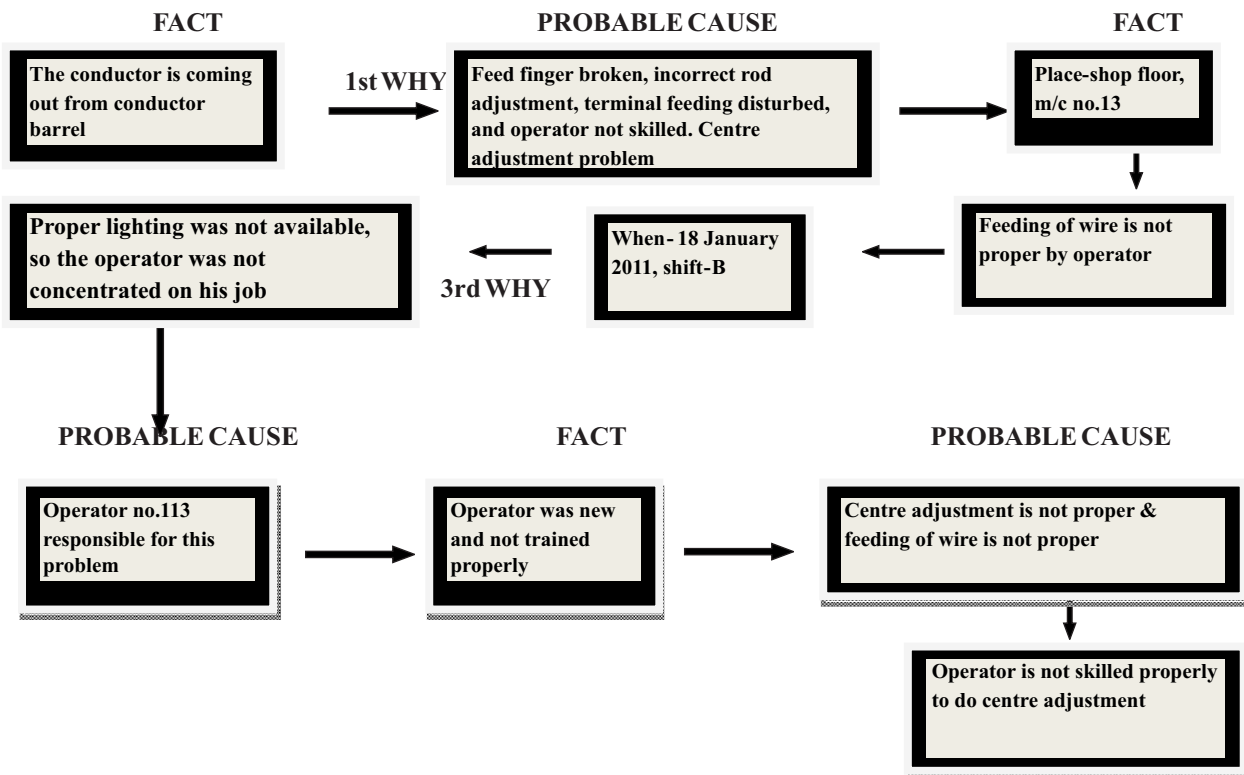 FACT
PROBABLE CAUSE
FACT
The conductor is coming
out from conductor
barrel
1st WHY
Feed finger broken, incorrect rod
adjustment, terminal feeding disturbed,
and operator not skilled. Centre
adjustment problem
Place-shop floor,
m/c no.13
Feeding of wire is not
proper by operator
When- 18 January
2011, shift-B
3rd WHY
Proper lighting was not available,
so the operator was not
concentrated on his job
PROBABLE CAUSE
FACT
PROBABLE CAUSE
Operator no.113
responsible for this
problem
Operator was new
and not trained
properly
Centre adjustment is not proper &
feeding of wire is not proper
Operator is not skilled properly
to do centre adjustment